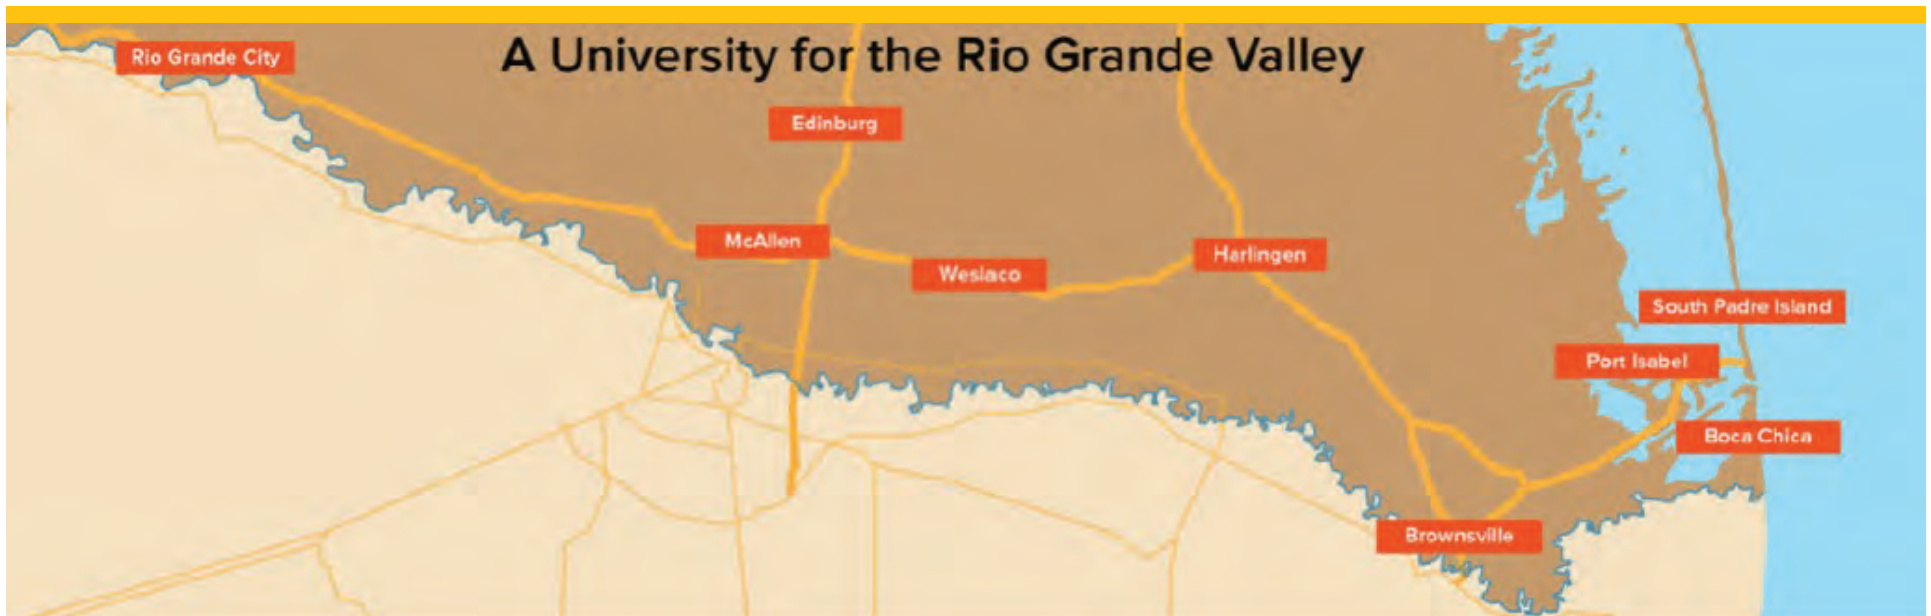 A University for the Rio Grande Valley
Rio Grande City
Edinburg
McAllen
Weslaco
Harlingen
South Padre Island
Port Isabel
Boca Chica
Brownsville